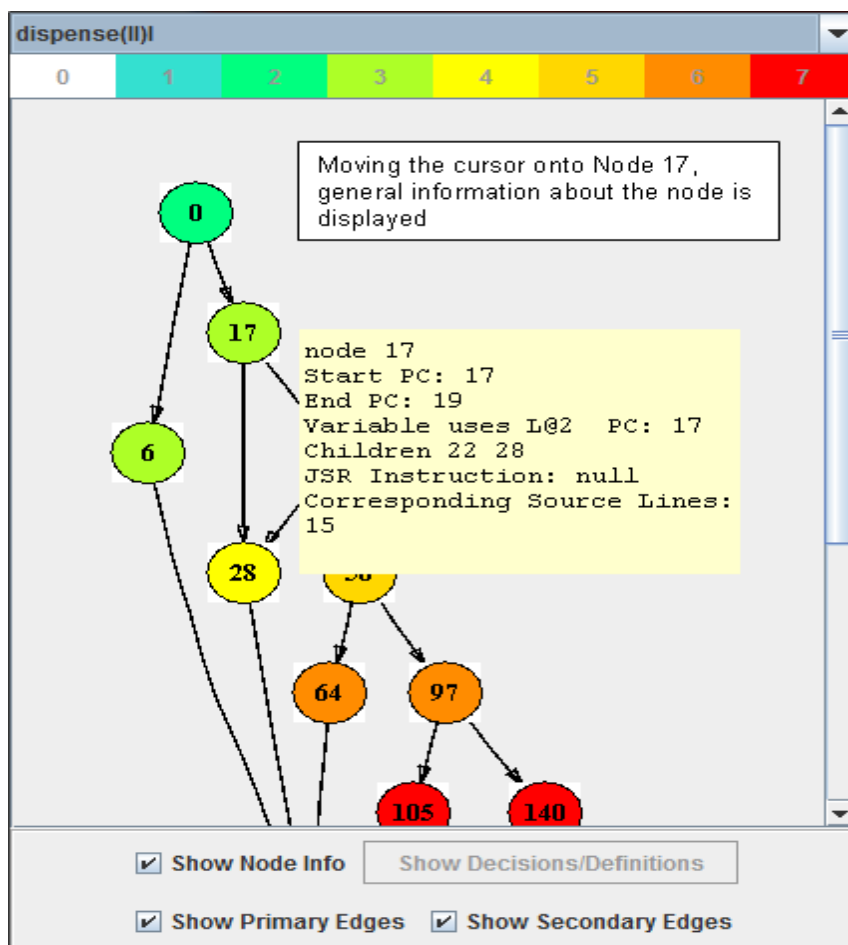 dispense(II)I
0 1 2 3 4 5 6 7
Moving the cursor onto Node 17,
general information about the node is
displayed
0
17
node 17
Start PC: 17
End PC: 19
Variable uses L@2 PC: 17
Children 22 28
JSR Instruction: null
Corresponding Source Lines:
15
6
28
64 97
105 140
Show Node Info Show Decisions/Definitions
Show Primary Edges Show Secondary Edges